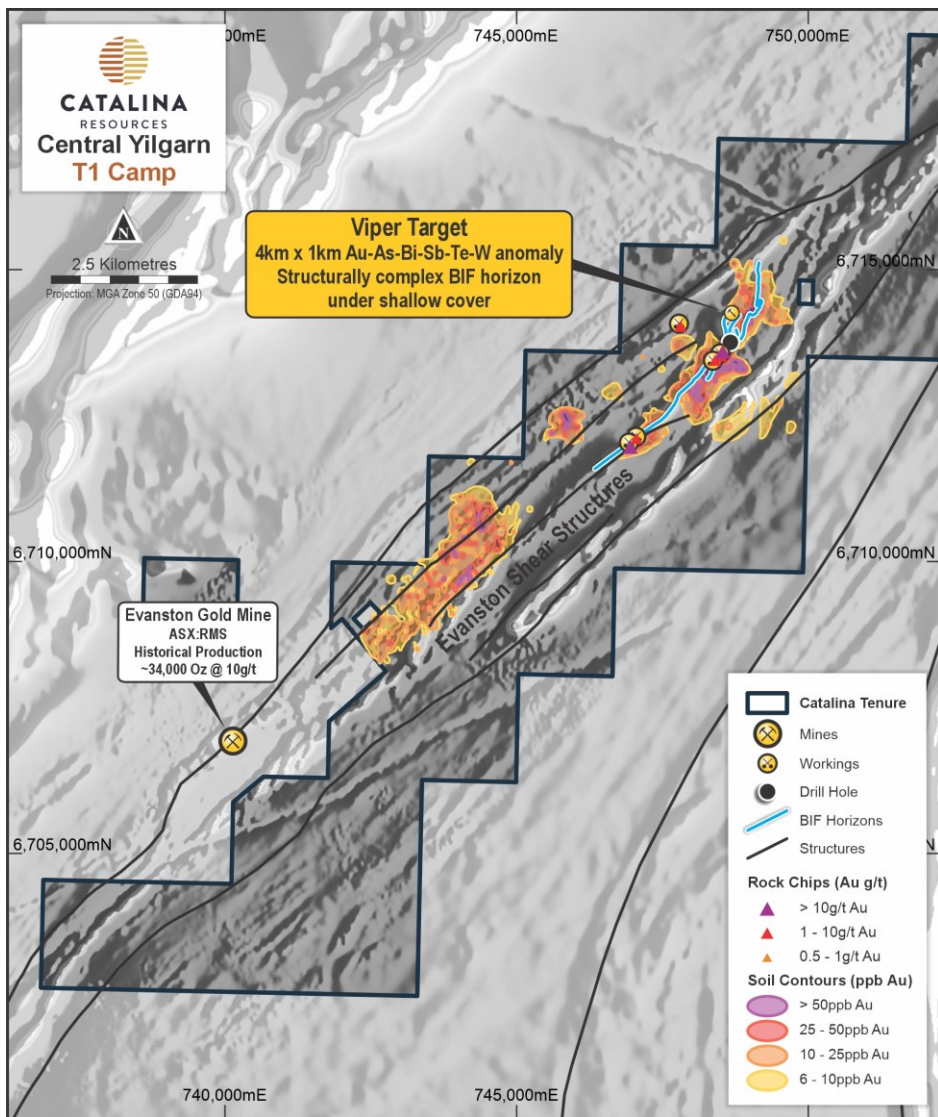 0,000mE
745,000mE
750,000mE
CATALINA
RESOURCES
Central Yilgarn
T1 Camp
N
2.5 Kilometres
Projection: MGA Zone 50 (GDA94)
Viper Target
4km x 1km Au-As-Bi-Sb-Te-W anomaly
Structurally complex BIF horizon
under shallow cover
6,715,000mN
Evanston Shear Structures
6,710,000mN
6,710,000mN
Evanston Gold Mine
ASX:RMS
Historical Production
~34,000 Oz @ 10g/t
6,705,000mN
6,705,000mN
Catalina Tenure
Mines
Workings
Drill Hole
BIF Horizons
Structures
Rock Chips (Au g/t)
> 10g/t Au
1 - 10g/t Au
0.5 - 1g/t Au
Soil Contours (ppb Au)
> 50ppb Au
25 - 50ppb Au
10 - 25ppb Au
6 - 10ppb Au
740,000mE
745,000mE